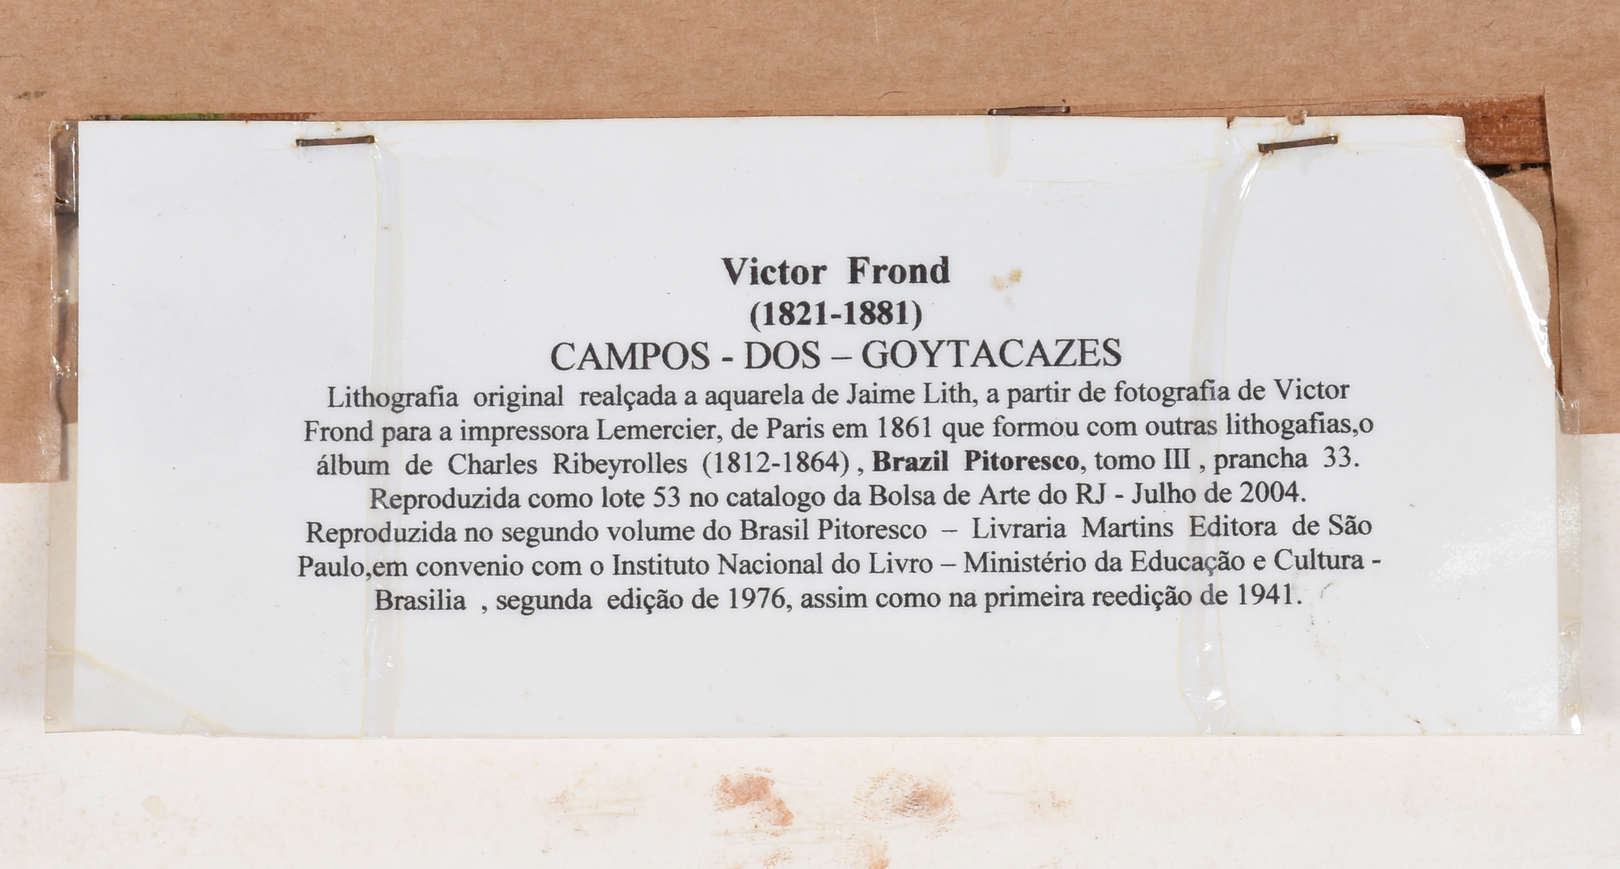 Victor Frond
(1821-1881)
CAMPOS - DOS – GOYTACAZES
Lithografia original realçada a aquarela de Jaime Lith, a partir de fotografia de Victor
Frond para a impressora Lemercier, de Paris em 1861 que formou com outras lithogafias,o
álbum de Charles Ribeyrolles (1812-1864) , Brazil Pitoresco, tomo III , prancha 33.
Reproduzida como lote 53 no catalogo da Bolsa de Arte do RJ - Julho de 2004.
Reproduzida no segundo volume do Brasil Pitoresco – Livraria Martins Editora de São
Paulo,em convenio com o Instituto Nacional do Livro – Ministério da Educação e Cultura -
Brasilia , segunda edição de 1976, assim como na primeira reedição de 1941.